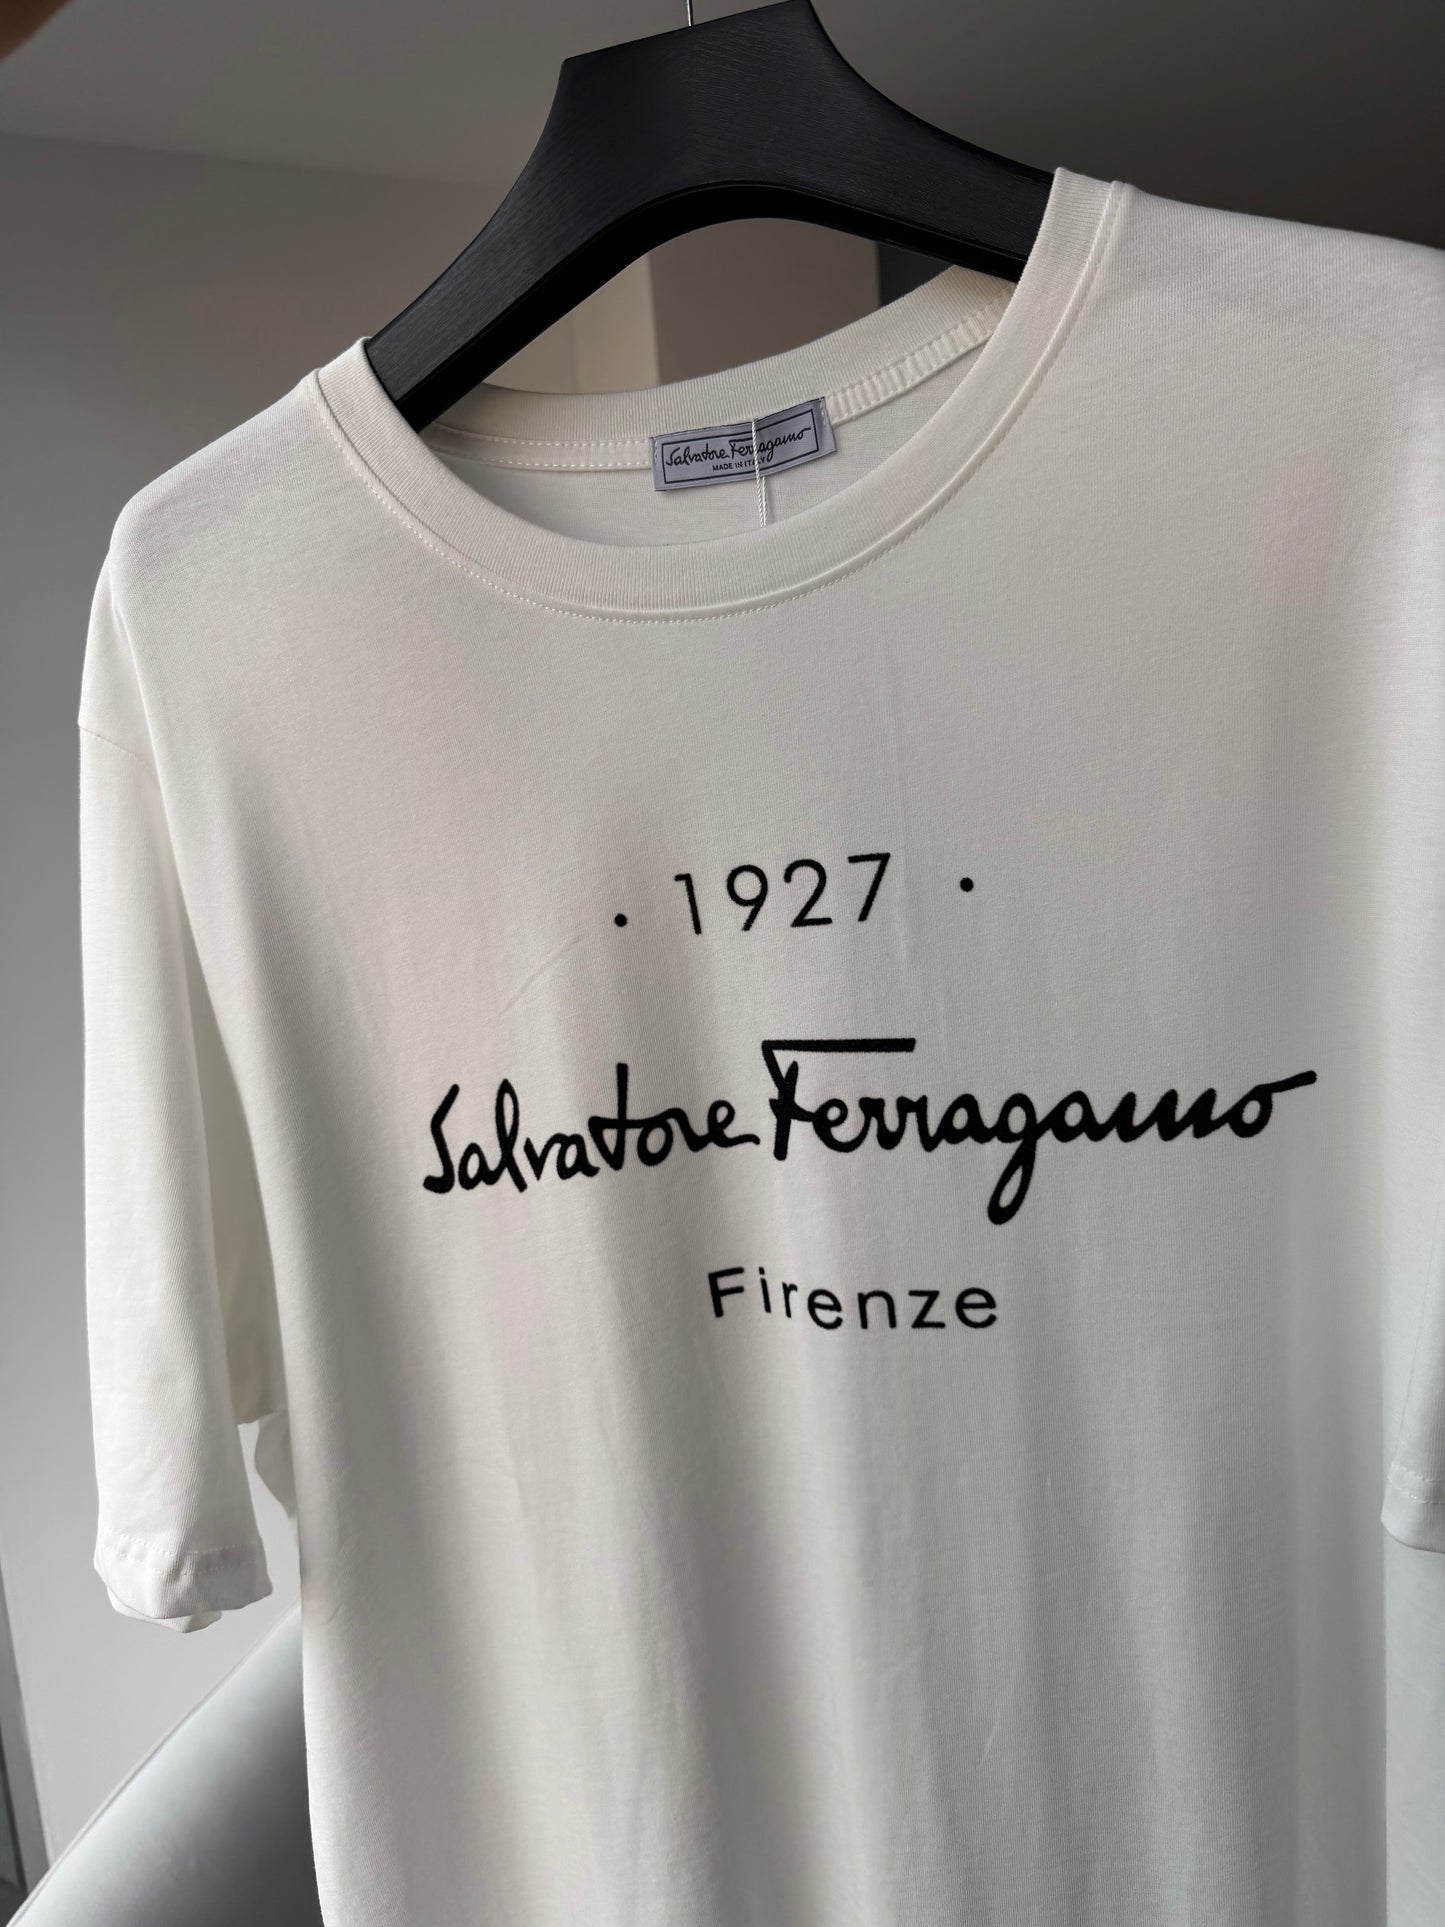 Salvatore Ferragamo
MADE IN ITALY
· 1927 ·
Salvatore Ferragamo
Firenze